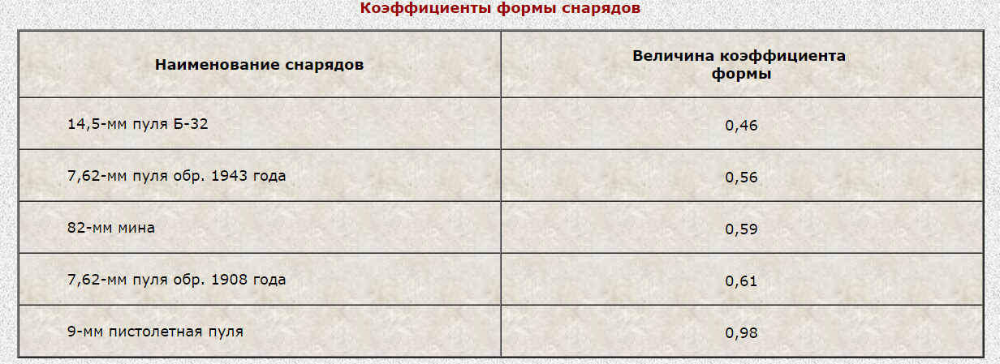 Коэффициенты формы снарядов
Наименование снарядов
Величина коэффициента
формы
14,5-мм пуля Б-32
0,46
7,62-мм пуля обр. 1943 года
0,56
82-мм мина
0,59
7,62-мм пуля обр. 1908 года
0,61
9-мм пистолетная пуля
0,98